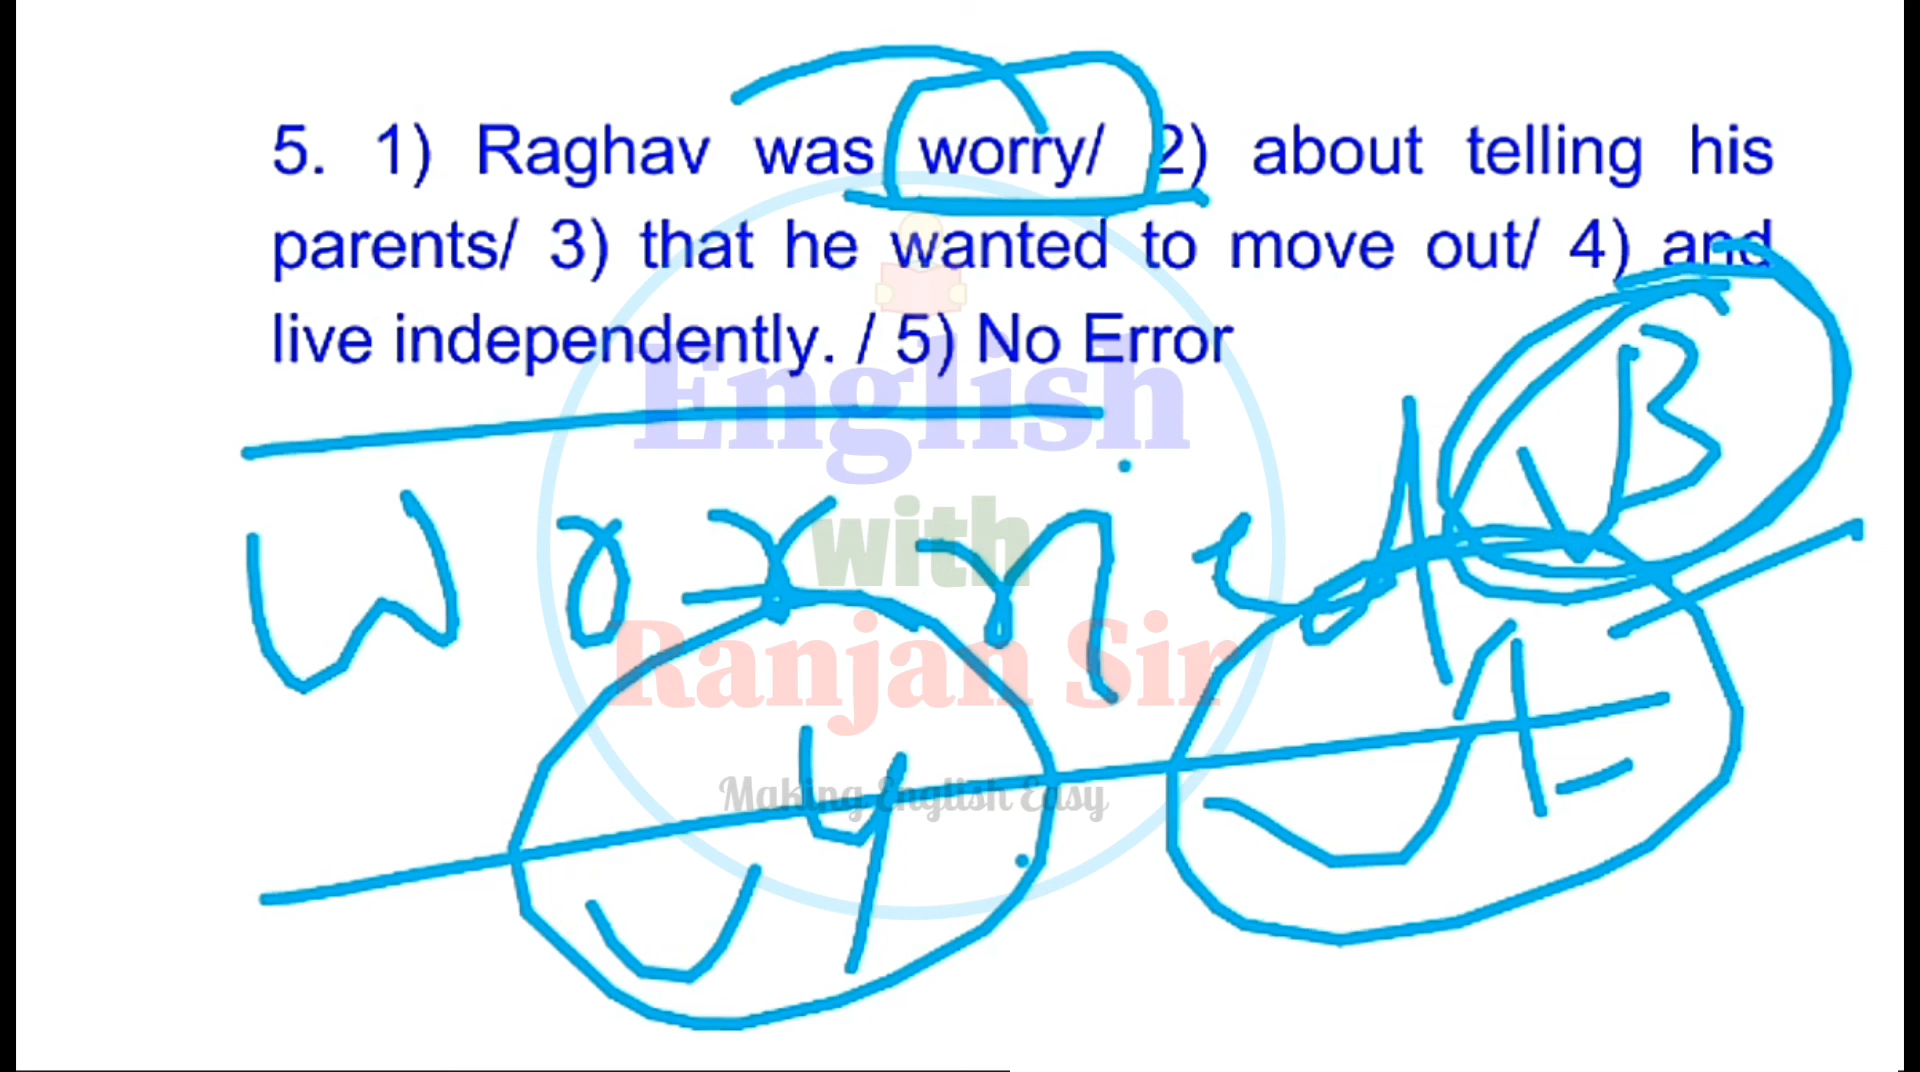 5. 1) Raghav was worry/ 2) about telling his
parents/ 3) that he wanted to move out/ 4) and
live independently. / 5) No Error
English
with
Ranjan Sir
Making English Easy
Worried